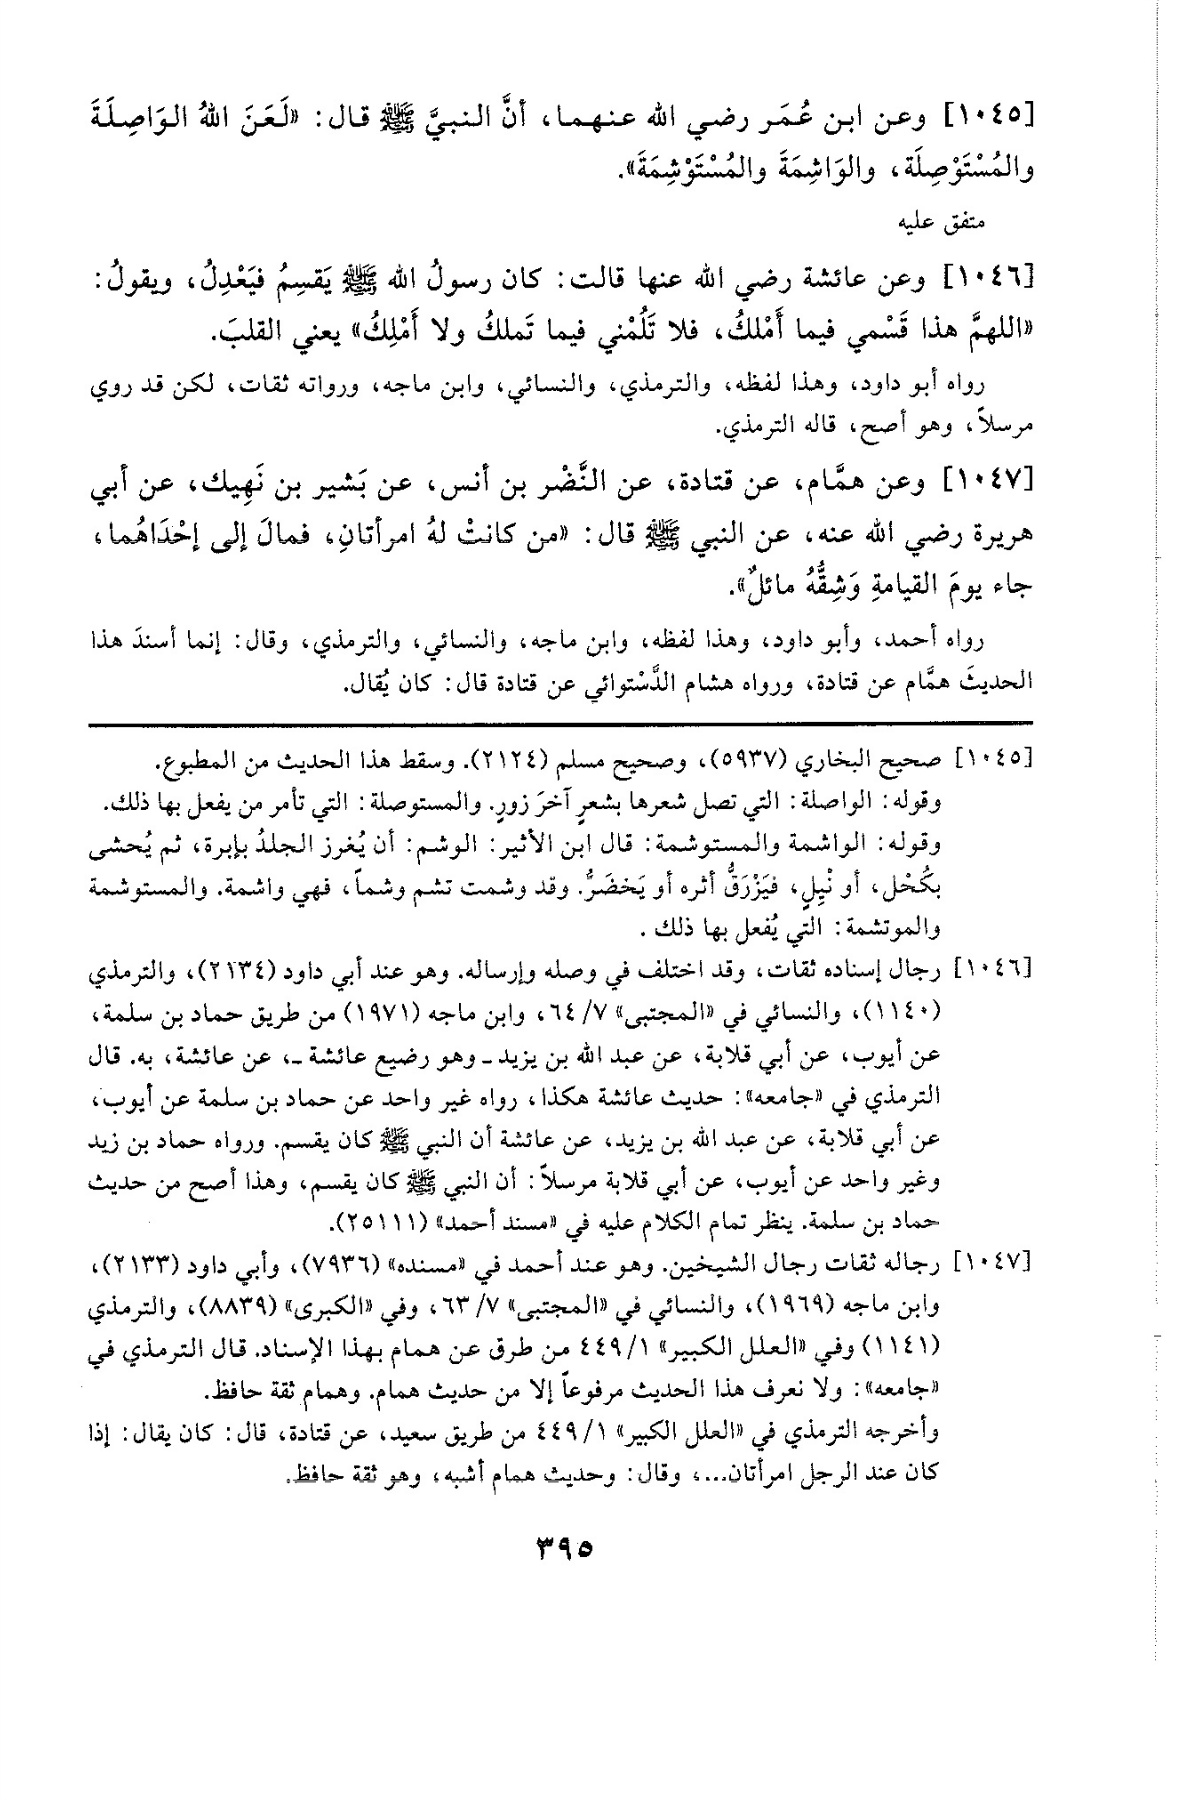 [١٠٤٥] وعن ابن عُمَر رضي الله عنهما، أنَّ النبيَّ ﷺ قال: «لَعَنَ اللهُ الوَاصِلَةَ
والمُسْتَوْصِلَة، والوَاشِمَةَ والمُسْتَوْشِمَةَ».
متفق عليه
[١٠٤٦] وعن عائشة رضي الله عنها قالت: كان رسولُ الله ﷺ يَقسِمُ فيَعْدِلُ، ويقولُ:
«اللهمَّ هذا قَسْمي فيما أَمْلكُ، فلا تَلُمْني فيما تَملكُ ولا أَمْلِكُ» يعني القلبَ.
رواه أبو داود، وهذا لفظه، والترمذي، والنسائي، وابن ماجه، ورواته ثقات، لكن قد روي
مرسلاً، وهو أصح، قاله الترمذي.
[١٠٤٧] وعن همَّام، عن قتادة، عن النَّضْر بن أنس، عن بَشير بن نَهِيك، عن أبي
هريرة رضي الله عنه، عن النبي ﷺ قال: «من كانتْ لهُ امرأتانِ، فمالَ إلى إحْدَاهُما،
جاء يومَ القيامةِ وَشِقُّهُ مائلٌ».
رواه أحمد، وأبو داود، وهذا لفظه، وابن ماجه، والنسائي، والترمذي، وقال: إنما أسندَ هذا
الحديثَ همَّام عن قتادة، ورواه هشام الدَّسْتوائي عن قتادة قال: كان يُقال.
[١٠٤٥] صحيح البخاري (٥٩٣٧)، وصحيح مسلم (٢١٢٤). وسقط هذا الحديث من المطبوع.
وقوله: الواصلة: التي تصل شعرها بشعرٍ آخرَ زورٍ. والمستوصلة: التي تأمر من يفعل بها ذلك.
وقوله: الواشمة والمستوشمة: قال ابن الأثير: الوشم: أن يُغرز الجلدُ بإبرة، ثم يُحشى
بكُحْل، أو نْيِلٍ، فيَزْرَقُّ أثره أو يَخضَرُّ. وقد وشمت تشم وشماً، فهي واشمة. والمستوشمة
والموتشمة: التي يُفعل بها ذلك .
[١٠٤٦] رجال إسناده ثقات، وقد اختلف في وصله وإرساله. وهو عند أبي داود (٢١٣٤)، والترمذي
(١١٤٠)، والنسائي في «المجتبى» ٧/ ٦٤، وابن ماجه (١٩٧١) من طريق حماد بن سلمة،
عن أيوب، عن أبي قلابة، عن عبد الله بن يزيد ـ وهو رضيع عائشة ـ، عن عائشة، به. قال
الترمذي في «جامعه»: حديث عائشة هكذا، رواه غير واحد عن حماد بن سلمة عن أيوب،
عن أبي قلابة، عن عبد الله بن يزيد، عن عائشة أن النبي ﷺ كان يقسم. ورواه حماد بن زيد
وغير واحد عن أيوب، عن أبي قلابة مرسلاً: أن النبي ﷺ كان يقسم، وهذا أصح من حديث
حماد بن سلمة. ينظر تمام الكلام عليه في «مسند أحمد» (٢٥١١١).
[١٠٤٧] رجاله ثقات رجال الشيخين. وهو عند أحمد في «مسنده» (٧٩٣٦)، وأبي داود (٢١٣٣)،
وابن ماجه (١٩٦٩)، والنسائي في «المجتبى» ٧/ ٦٣، وفي «الكبرى» (٨٨٣٩)، والترمذي
(١١٤١) وفي «العلل الكبير» ١/ ٤٤٩ من طرق عن همام بهذا الإسناد. قال الترمذي في
«جامعه»: ولا نعرف هذا الحديث مرفوعاً إلا من حديث همام. وهمام ثقة حافظ.
وأخرجه الترمذي في «العلل الكبير» ١/ ٤٤٩ من طريق سعيد، عن قتادة، قال: كان يقال: إذا
كان عند الرجل امرأتان...، وقال: وحديث همام أشبه، وهو ثقة حافظ.
٣٩٥